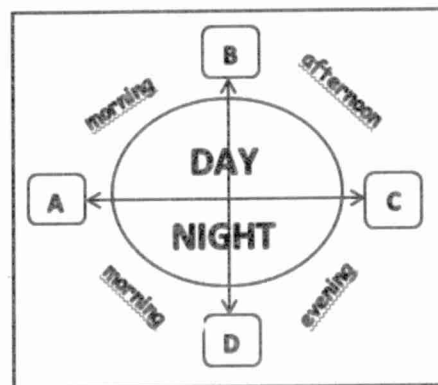 B
morning
afternoon
DAY
A
C
NIGHT
morning
evening
D